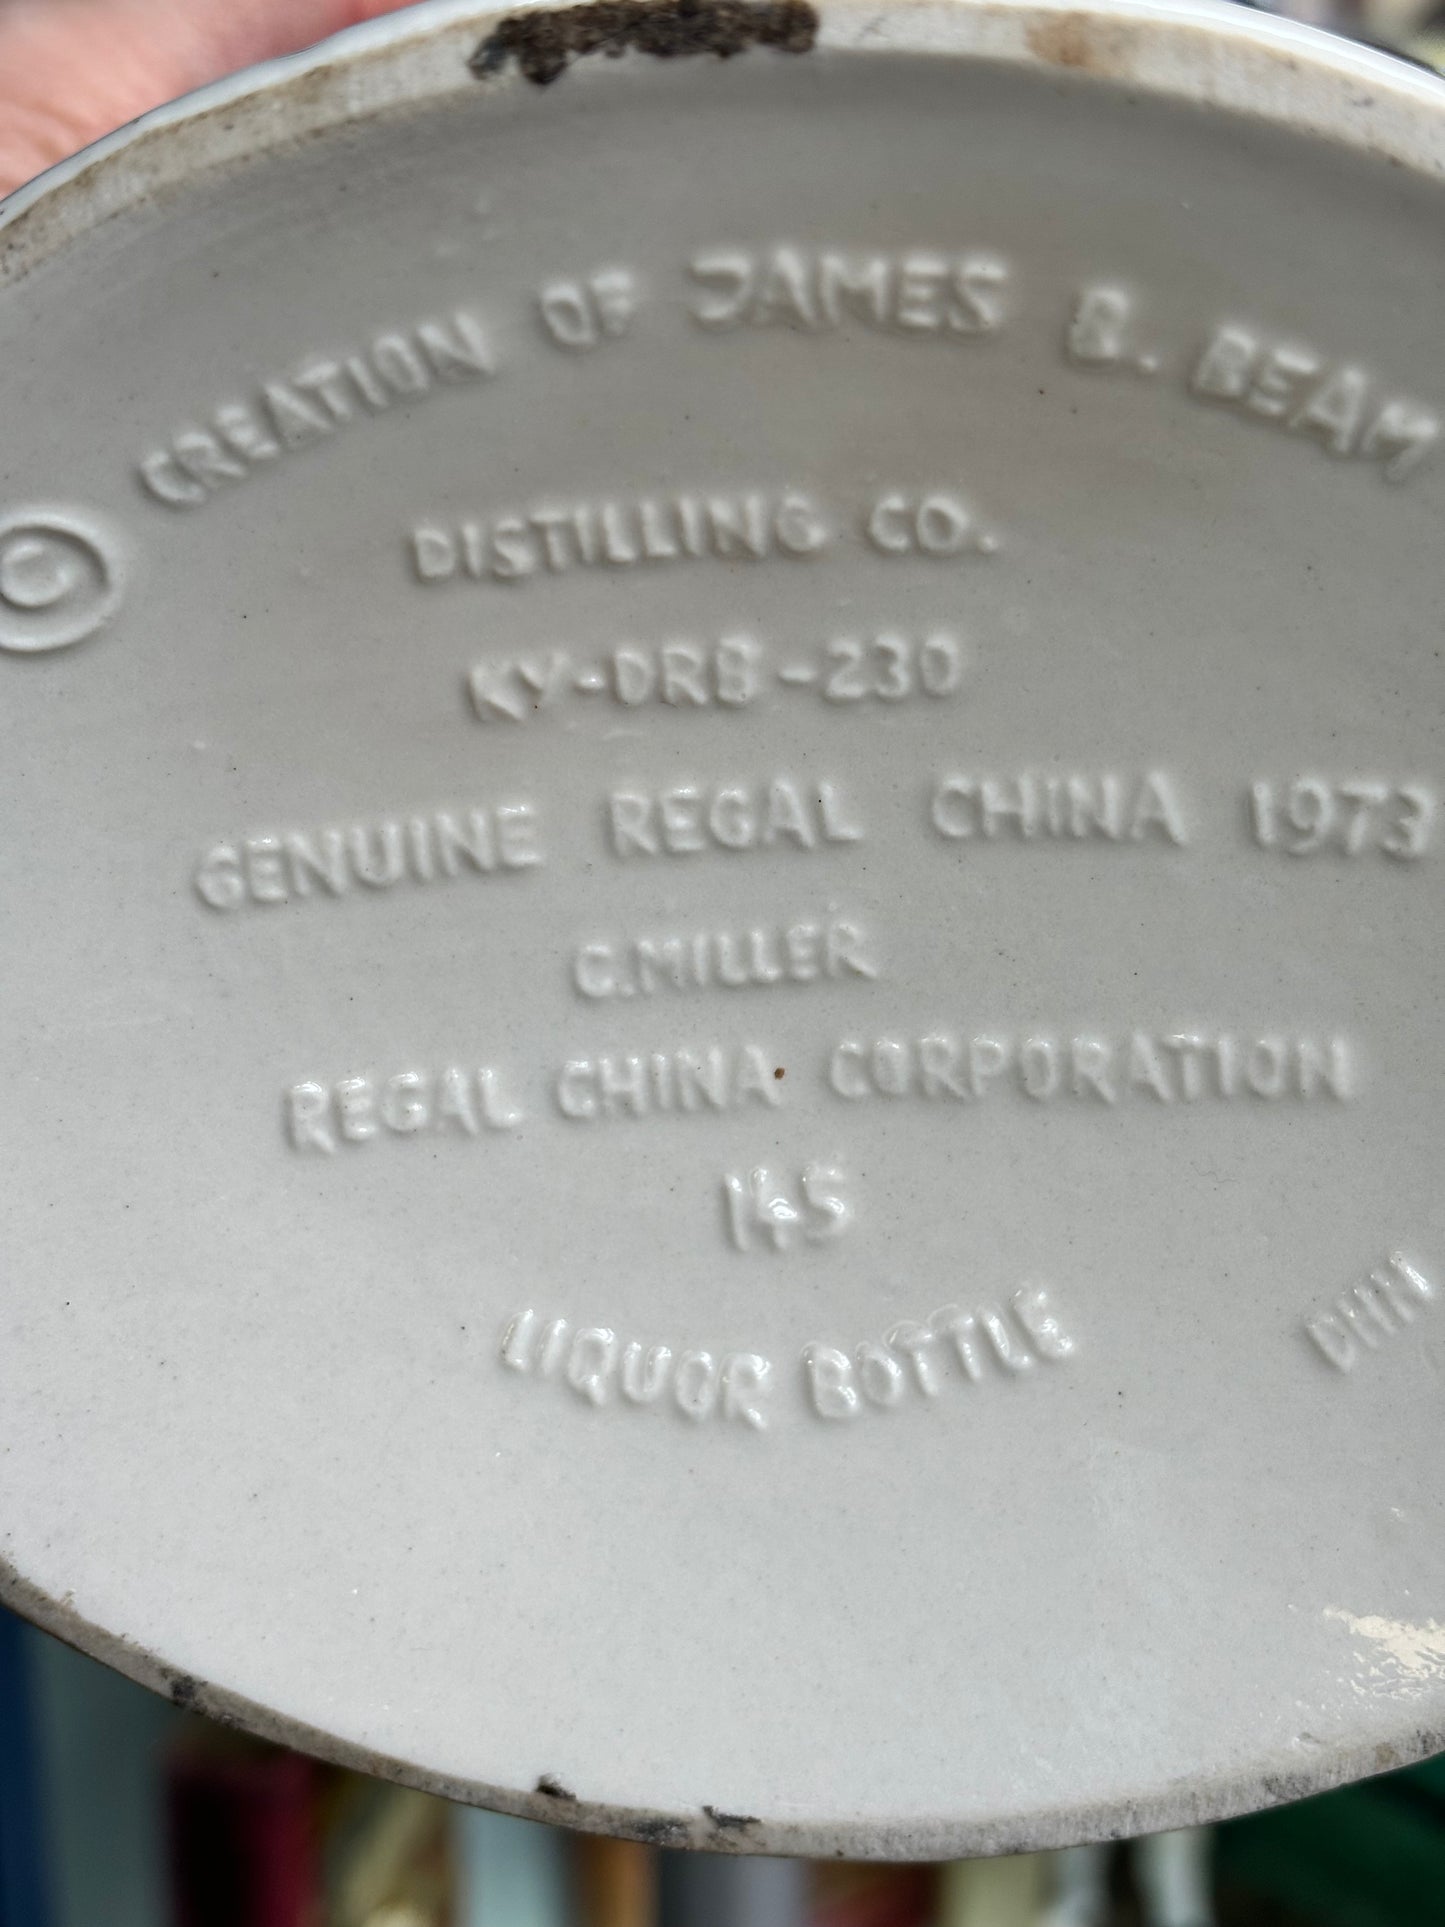 © CREATION OF JAMES B. BEAM
DISTILLING CO.
KY-DRB-230
GENUINE REGAL CHINA 1973
C.MILLER
REGAL CHINA CORPORATION
145
LIQUOR BOTTLE